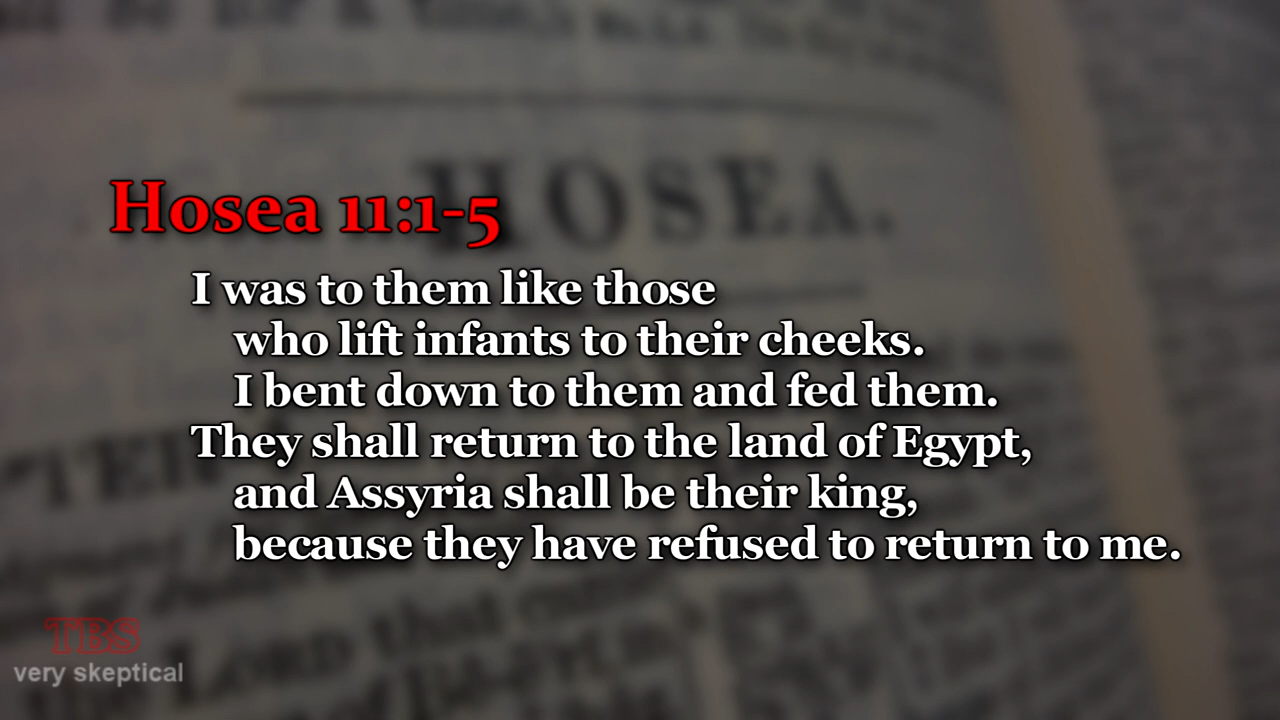 HOSEA.
Hosea 11:1-5
I was to them like those
who lift infants to their cheeks.
I bent down to them and fed them.
They shall return to the land of Egypt,
and Assyria shall be their king,
because they have refused to return to me.
TBS
very skeptical